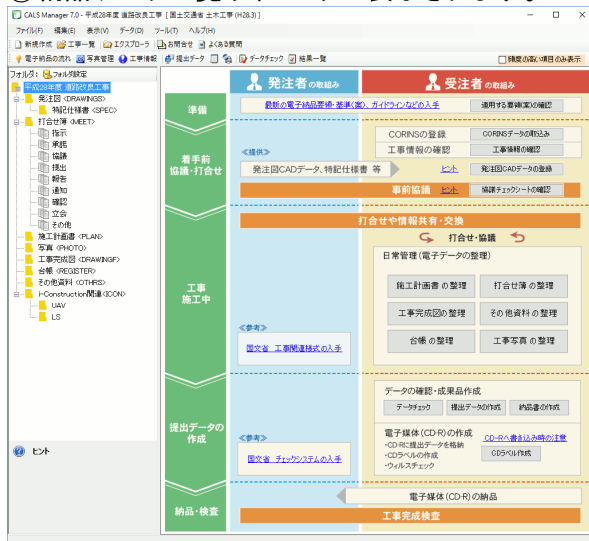 CALS Manager 7.0 - 平成28年度 道路改良工事 [ 国土交通省 土木工事 (H28.3) ]
ファイル(F) 編集(E) 表示(V) データ(D) ツール(T) ヘルプ(H)
新規作成 工事一覧 エクスプローラ お問合せ よくある質問
電子納品の流れ 写真管理 工事情報 提出データ データチェック 結果一覧 頻度の高い項目のみ表示
フォルダ: フォルダ設定
平成28年度 道路改良工事
発注図 <DRAWINGS>
特記仕様書 <SPEC>
打合せ簿 <MEET>
指示
承諾
協議
提出
報告
通知
確認
立会
その他
施工計画書 <PLAN>
写真 <PHOTO>
工事完成図 <DRAWINGF>
台帳 <REGISTER>
その他資料 <OTHRS>
i-Construction関連 <ICON>
UAV
LS
ヒント
発注者 の取組み 受注者 の取組み
準備
最新の電子納品要領・基準(案)、ガイドラインなどの入手 適用する要領(案)の確認
着手前
協議・打合せ
CORINSの登録 CORINSデータの取込み
工事情報の確認 工事情報の確認
≪提供≫
発注図CADデータ、特記仕様書 等 ヒント 発注図CADデータの登録
事前協議 ヒント 協議チェックシートの確認
工事
施工中
打合せや情報共有・交換
打合せ・協議
日常管理(電子データの整理)
施工計画書 の整理 打合せ簿 の整理
工事完成図の整理 その他資料 の整理
台帳 の整理 工事写真 の整理
≪参考≫
国交省 工事関連様式の入手
提出データの
作成
データの確認・成果品作成
データチェック 提出データの作成 納品書の作成
電子媒体(CD-R)の作成 CD-Rへ書き込み時の注意
・CD-Rに提出データを格納
・CDラベルの作成 CDラベル作成
・ウィルスチェック
≪参考≫
国交省 チェックシステムの入手
納品・検査
電子媒体(CD-R)の納品
工事完成検査